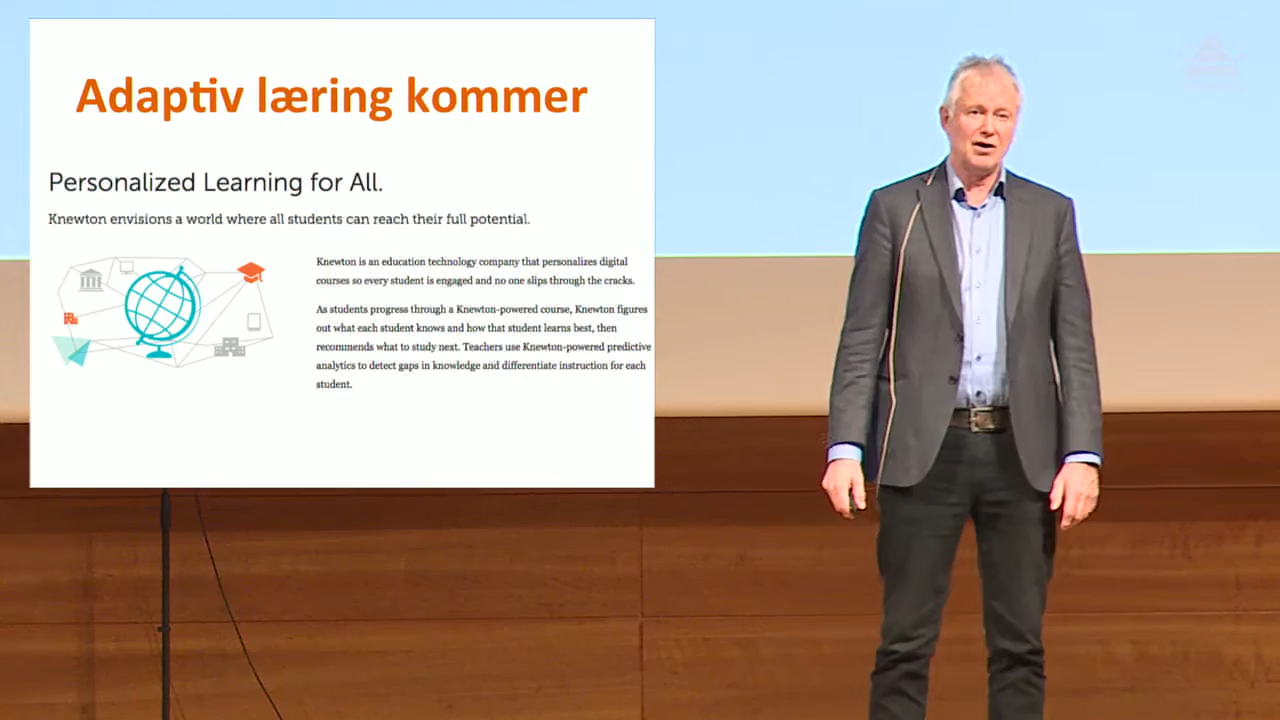 Adaptiv læring kommer
Personalized Learning for All.
Knewton envisions a world where all students can reach their full potential.
Knewton is an education technology company that personalizes digital
courses so every student is engaged and no one slips through the cracks.
As students progress through a Knewton-powered course, Knewton figures
out what each student knows and how that student learns best, then
recommends what to study next. Teachers use Knewton-powered predictive
analytics to detect gaps in knowledge and differentiate instruction for each
student.